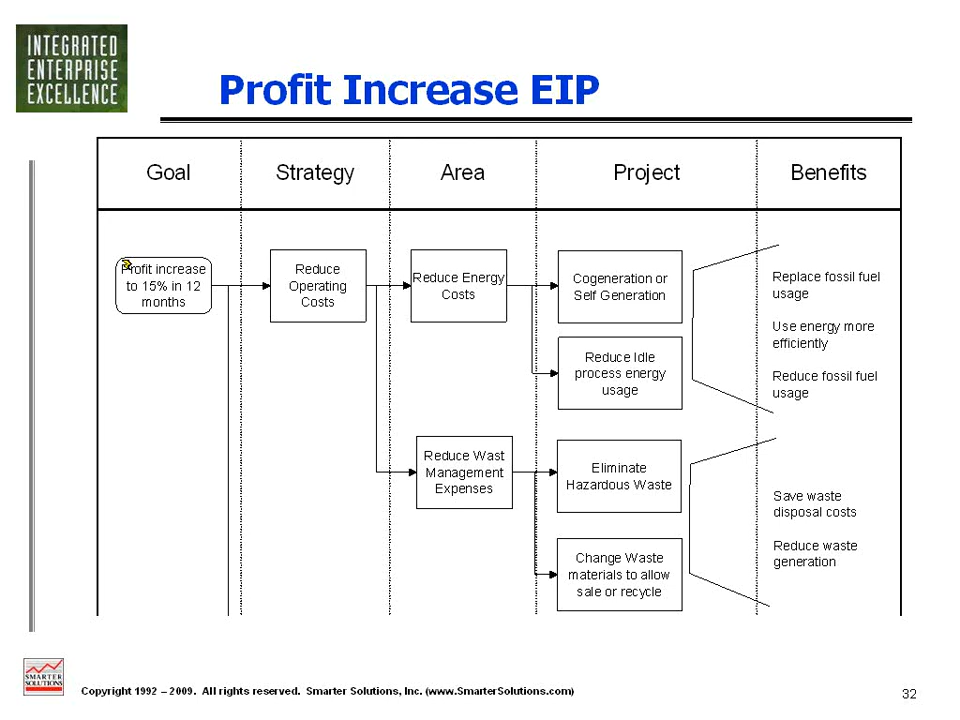 INTEGRATED
ENTERPRISE
EXCELLENCE
Profit Increase EIP
Goal
Strategy
Area
Project
Benefits
Profit increase
to 15% in 12
months
Reduce
Operating
Costs
Reduce Energy
Costs
Cogeneration or
Self Generation
Replace fossil fuel
usage
Use energy more
efficiently
Reduce fossil fuel
usage
Reduce Idle
process energy
usage
Reduce Wast
Management
Expenses
Eliminate
Hazardous Waste
Save waste
disposal costs
Reduce waste
generation
Change Waste
materials to allow
sale or recycle
SMARTER
SOLUTIONS
Copyright 1992 – 2009. All rights reserved. Smarter Solutions, Inc. (www.SmarterSolutions.com)
32